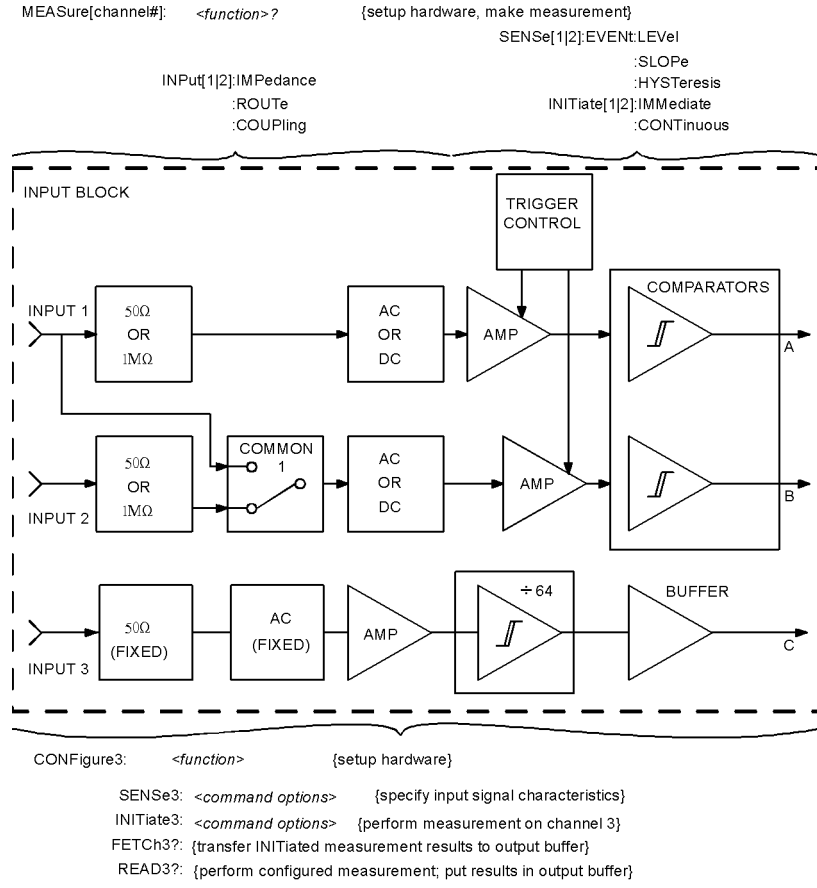 MEASure[channel#]: <function>? {setup hardware, make measurement}
SENSe[1|2]:EVENt:LEVel
:SLOPe
:HYSTeresis
INPut[1|2]:IMPedance
:ROUTe
:COUPling
INITiate[1|2]:IMMediate
:CONTinuous
INPUT BLOCK
TRIGGER
CONTROL
INPUT 1
50Ω
OR
1MΩ
AC
OR
DC
AMP
COMPARATORS
A
INPUT 2
50Ω
OR
1MΩ
COMMON
1
AC
OR
DC
AMP
B
INPUT 3
50Ω
(FIXED)
AC
(FIXED)
AMP
÷64
BUFFER
C
CONFigure3: <function> {setup hardware}
SENSe3: <command options> {specify input signal characteristics}
INITiate3: <command options> {perform measurement on channel 3}
FETCh3?: {transfer INITiated measurement results to output buffer}
READ3?: {perform configured measurement; put results in output buffer}